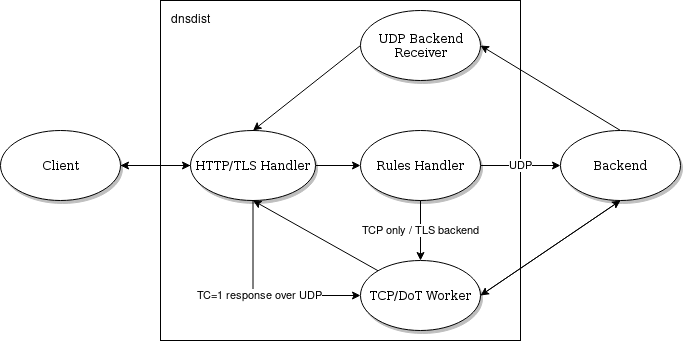 dnsdist
UDP Backend
Receiver
Client
HTTP/TLS Handler
Rules Handler
UDP
Backend
TCP only / TLS backend
TC=1 response over UDP
TCP/DoT Worker